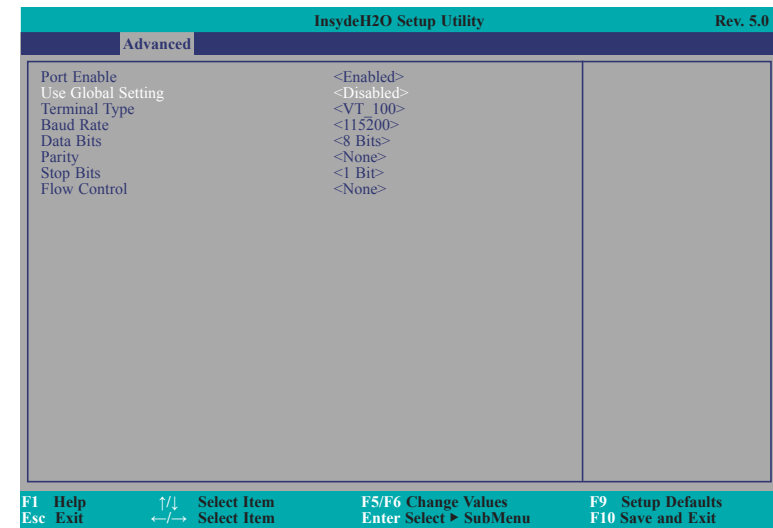 InsydeH2O Setup Utility Rev. 5.0
Advanced
Port Enable <Enabled>
Use Global Setting <Disabled>
Terminal Type <VT_100>
Baud Rate <115200>
Data Bits <8 Bits>
Parity <None>
Stop Bits <1 Bit>
Flow Control <None>
F1 Help ↑/↓ Select Item F5/F6 Change Values F9 Setup Defaults
Esc Exit ←/→ Select Item Enter Select ► SubMenu F10 Save and Exit